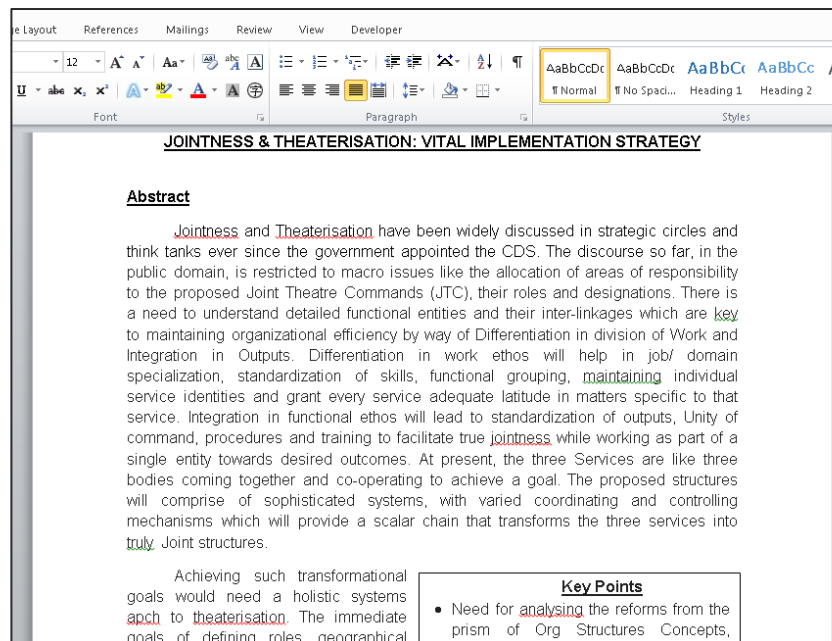 e Layout References Mailings Review View Developer
12 A A Aa abc A A
U abc x₂ x² A ab A A
AaBbCcDc AaBbCcDc AaBbCc AaBbCc
¶ Normal ¶ No Spaci... Heading 1 Heading 2
Font Paragraph Styles
JOINTNESS & THEATERISATION: VITAL IMPLEMENTATION STRATEGY
Abstract
Jointness and Theaterisation have been widely discussed in strategic circles and
think tanks ever since the government appointed the CDS. The discourse so far, in the
public domain, is restricted to macro issues like the allocation of areas of responsibility
to the proposed Joint Theatre Commands (JTC), their roles and designations. There is
a need to understand detailed functional entities and their inter-linkages which are key
to maintaining organizational efficiency by way of Differentiation in division of Work and
Integration in Outputs. Differentiation in work ethos will help in job/ domain
specialization, standardization of skills, functional grouping, maintaining individual
service identities and grant every service adequate latitude in matters specific to that
service. Integration in functional ethos will lead to standardization of outputs, Unity of
command, procedures and training to facilitate true jointness while working as part of a
single entity towards desired outcomes. At present, the three Services are like three
bodies coming together and co-operating to achieve a goal. The proposed structures
will comprise of sophisticated systems, with varied coordinating and controlling
mechanisms which will provide a scalar chain that transforms the three services into
truly Joint structures.
Achieving such transformational
goals would need a holistic systems
apch to theaterisation. The immediate
goals of defining roles, geographical
Key Points
• Need for analysing the reforms from the
prism of Org Structures Concepts,